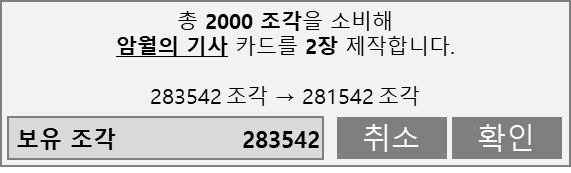 총 2000 조각을 소비해
암월의 기사 카드를 2장 제작합니다.
283542 조각 → 281542 조각
보유 조각 283542 취소 확인